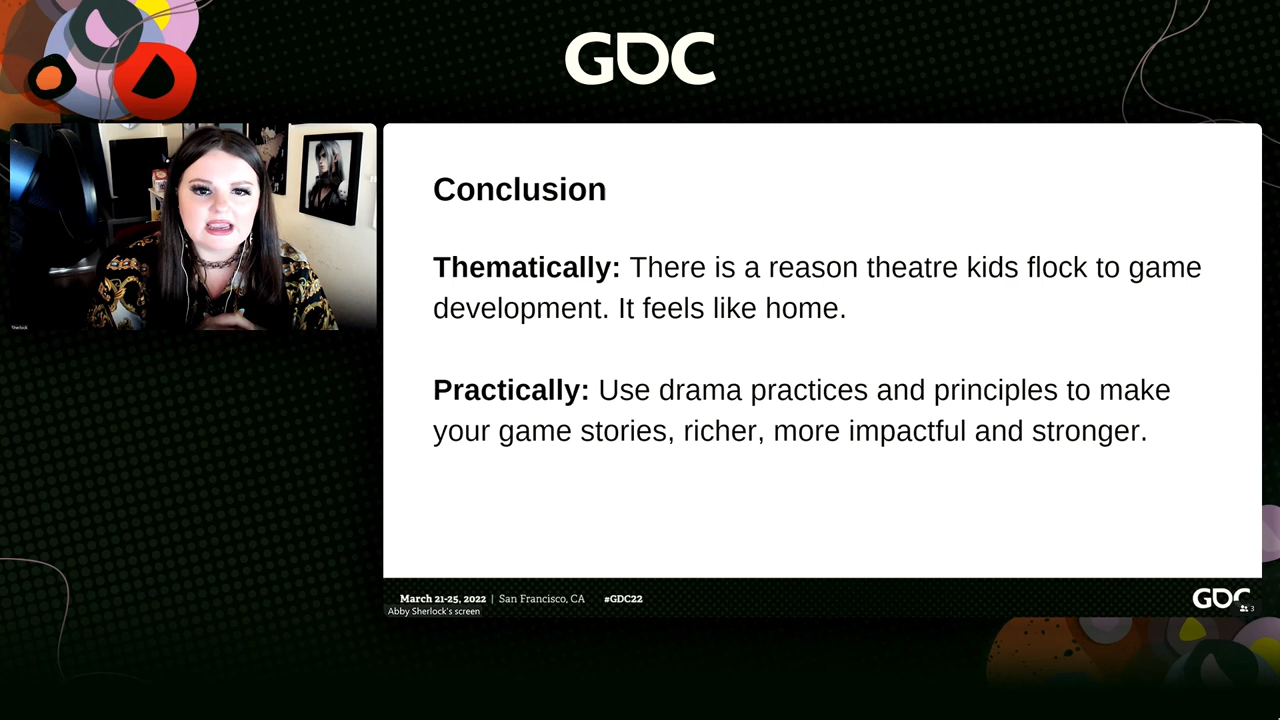 GDC
Conclusion
Thematically: There is a reason theatre kids flock to game
development. It feels like home.
Practically: Use drama practices and principles to make
your game stories, richer, more impactful and stronger.
Sherlock
March 21-25, 2022 | San Francisco, CA #GDC22
GDC
Abby Sherlock's screen
3